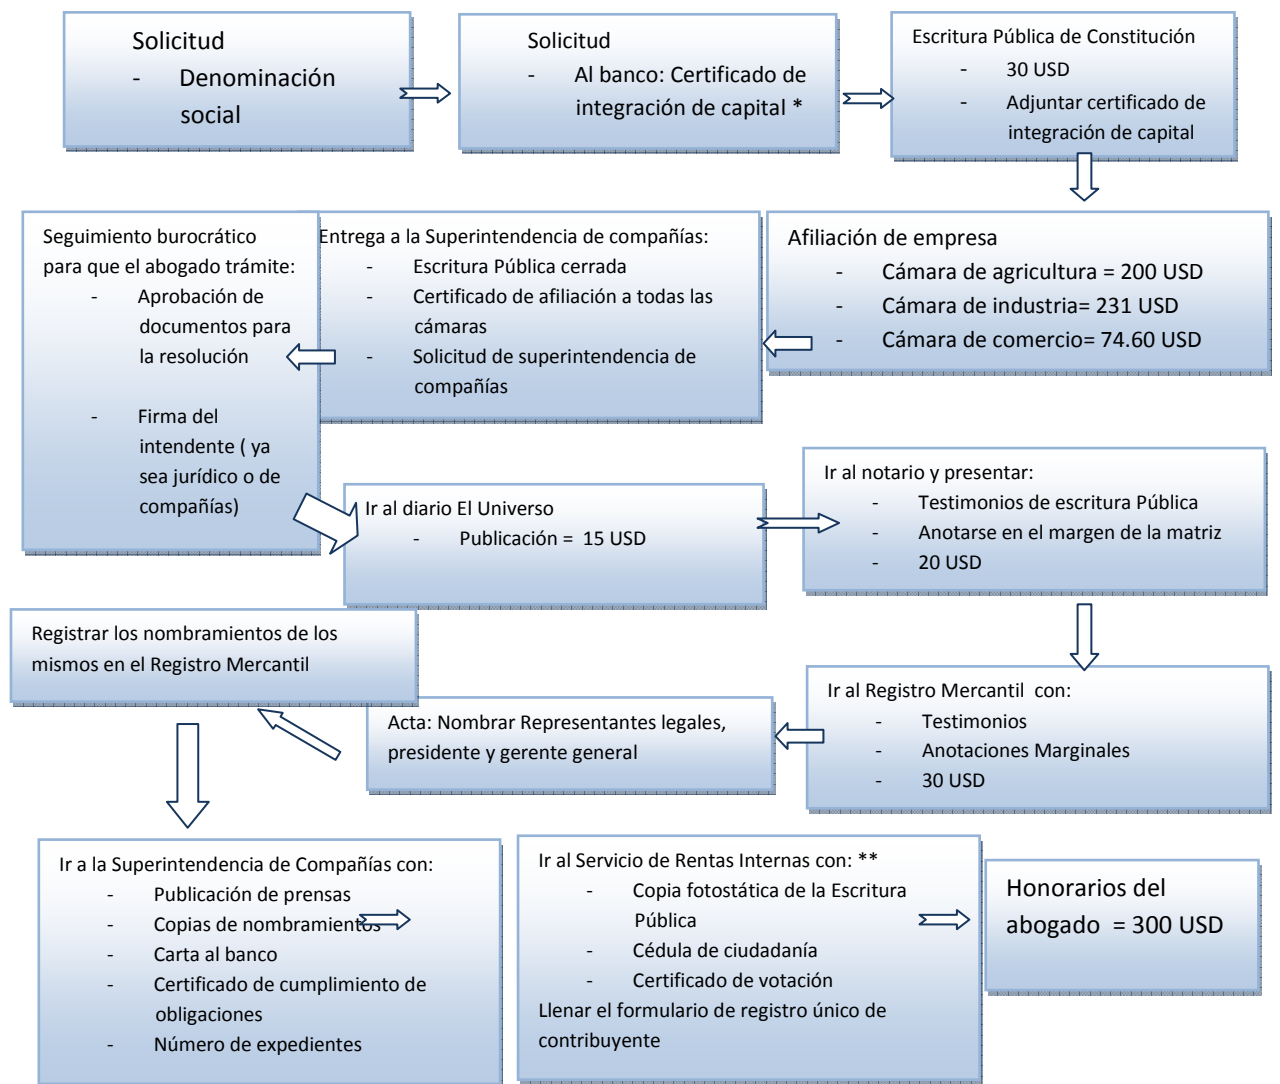 Solicitud
- Denominación
social
Solicitud
- Al banco: Certificado de
integración de capital *
Escritura Pública de Constitución
- 30 USD
- Adjuntar certificado de
integración de capital
Afiliación de empresa
- Cámara de agricultura = 200 USD
- Cámara de industria= 231 USD
- Cámara de comercio= 74.60 USD
Entrega a la Superintendencia de compañías:
- Escritura Pública cerrada
- Certificado de afiliación a todas las
cámaras
- Solicitud de superintendencia de
compañías
Seguimiento burocrático
para que el abogado trámite:
- Aprobación de
documentos para
la resolución
- Firma del
intendente ( ya
sea jurídico o de
compañías)
Ir al diario El Universo
- Publicación = 15 USD
Ir al notario y presentar:
- Testimonios de escritura Pública
- Anotarse en el margen de la matriz
- 20 USD
Ir al Registro Mercantil con:
- Testimonios
- Anotaciones Marginales
- 30 USD
Acta: Nombrar Representantes legales,
presidente y gerente general
Registrar los nombramientos de los
mismos en el Registro Mercantil
Ir a la Superintendencia de Compañías con:
- Publicación de prensas
- Copias de nombramientos
- Carta al banco
- Certificado de cumplimiento de
obligaciones
- Número de expedientes
Ir al Servicio de Rentas Internas con: **
- Copia fotostática de la Escritura
Pública
- Cédula de ciudadanía
- Certificado de votación
Llenar el formulario de registro único de
contribuyente
Honorarios del
abogado = 300 USD